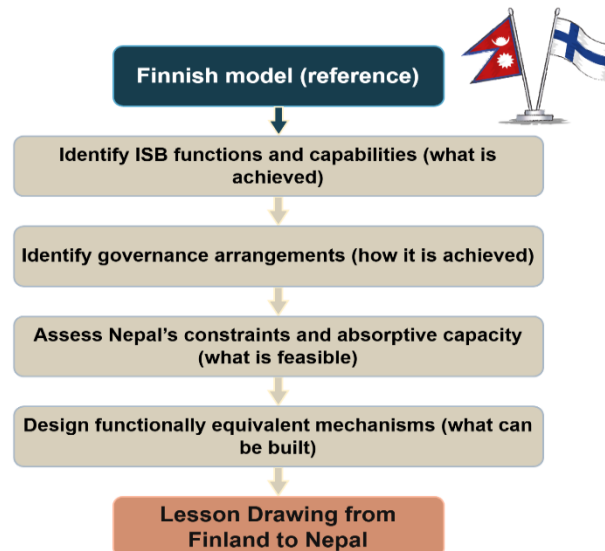 Finnish model (reference)
Identify ISB functions and capabilities (what is
achieved)
Identify governance arrangements (how it is achieved)
Assess Nepal's constraints and absorptive capacity
(what is feasible)
Design functionally equivalent mechanisms (what can
be built)
Lesson Drawing from
Finland to Nepal